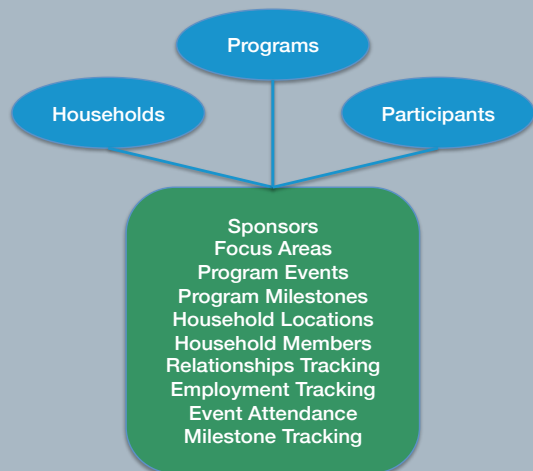 Programs
Households
Participants
Sponsors
Focus Areas
Program Events
Program Milestones
Household Locations
Household Members
Relationships Tracking
Employment Tracking
Event Attendance
Milestone Tracking